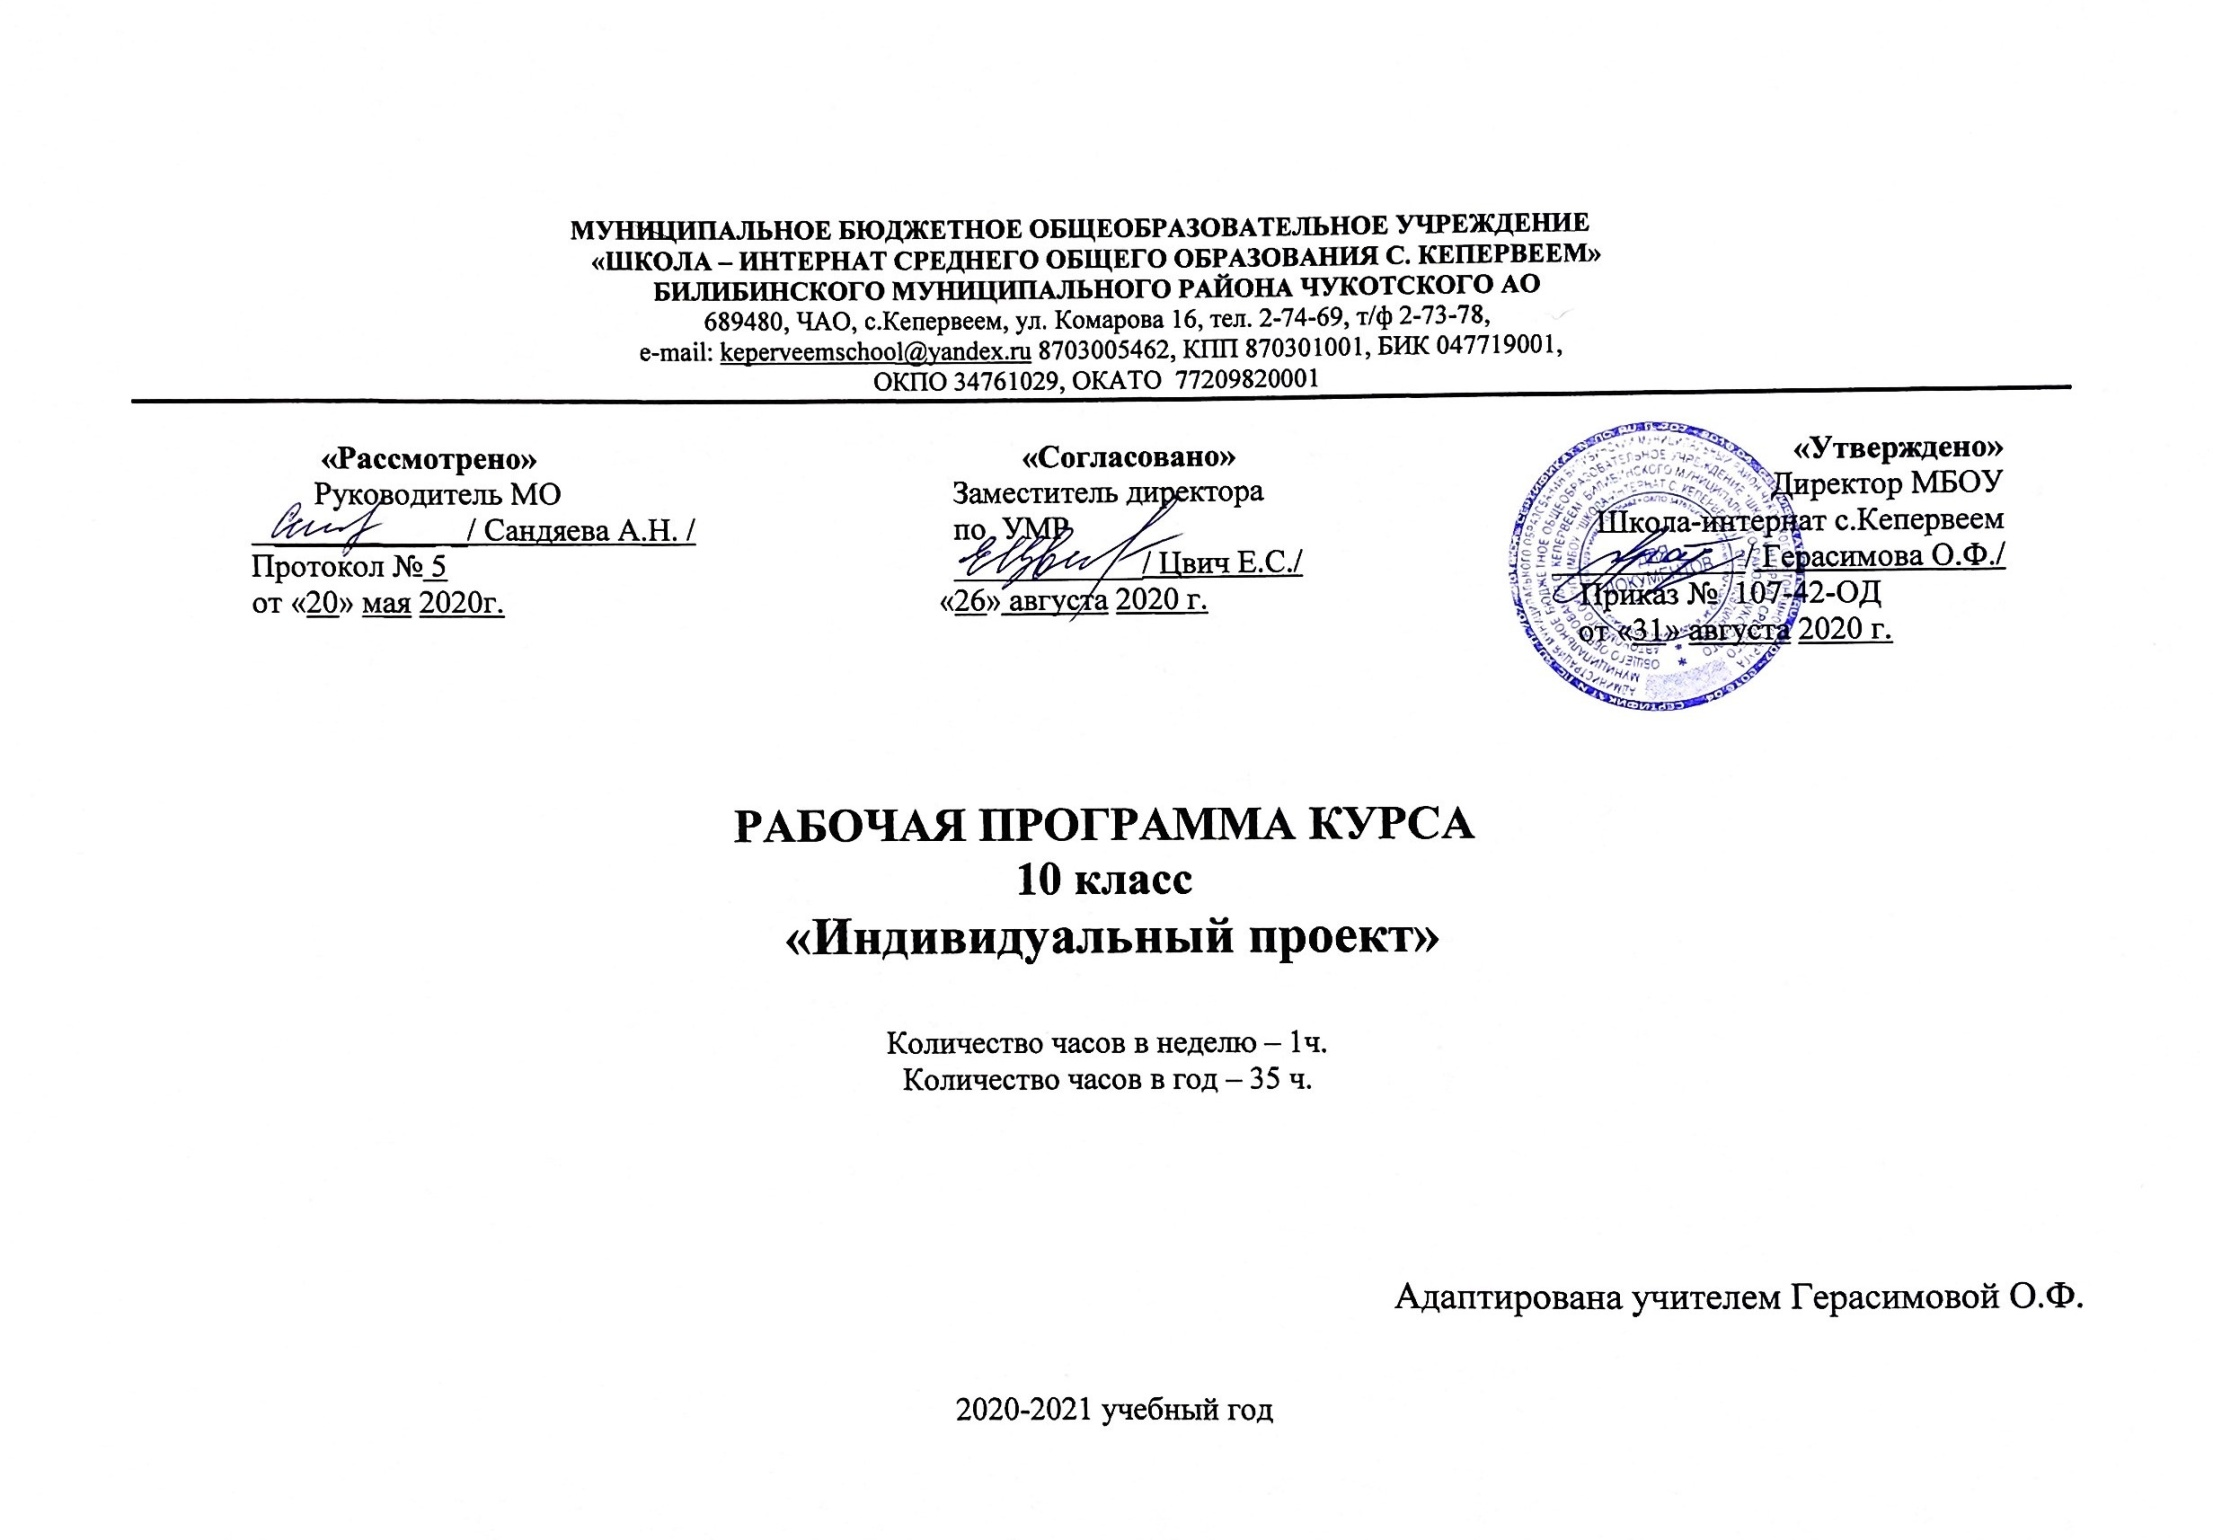 МУНИЦИПАЛЬНОЕ БЮДЖЕТНОЕ ОБЩЕОБРАЗОВАТЕЛЬНОЕ УЧРЕЖДЕНИЕ
«ШКОЛА – ИНТЕРНАТ СРЕДНЕГО ОБЩЕГО ОБРАЗОВАНИЯ С. КЕПЕРВЕЕМ»
БИЛИБИНСКОГО МУНИЦИПАЛЬНОГО РАЙОНА ЧУКОТСКОГО АО
689480, ЧАО, с.Кепервеем, ул. Комарова 16, тел. 2-74-69, т/ф 2-73-78,
e-mail: keperveemschool@yandex.ru 8703005462, КПП 870301001, БИК 047719001,
ОКПО 34761029, ОКАТО 77209820001
«Рассмотрено»
Руководитель МО
/ Сандяева А.Н. /
Протокол № 5
от «20» мая 2020г.
«Согласовано»
Заместитель директора
по УМР
/ Цвич Е.С./
«26» августа 2020 г.
«Утверждено»
Директор МБОУ
Школа-интернат с.Кепервеем
/ Герасимова О.Ф./
Приказ № 107-42-ОД
от «31» августа 2020 г.
ДОКУМЕНТОВ
РАБОЧАЯ ПРОГРАММА КУРСА
10 класс
«Индивидуальный проект»
Количество часов в неделю – 1ч.
Количество часов в год – 35 ч.
Адаптирована учителем Герасимовой О.Ф.
2020-2021 учебный год